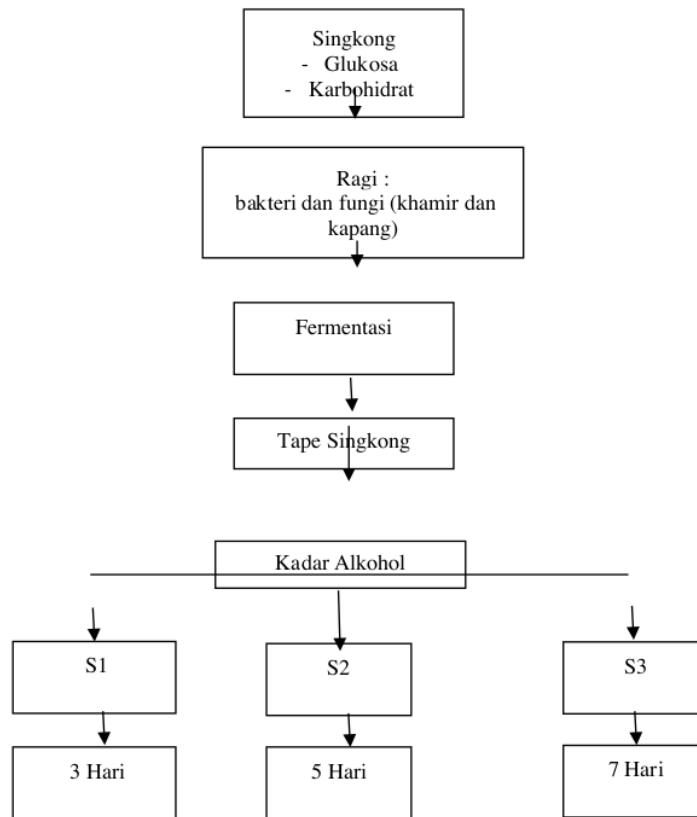 Singkong
- Glukosa
- Karbohidrat
Ragi :
bakteri dan fungi (khamir dan
kapang)
Fermentasi
Tape Singkong
Kadar Alkohol
S1
S2
S3
3 Hari
5 Hari
7 Hari